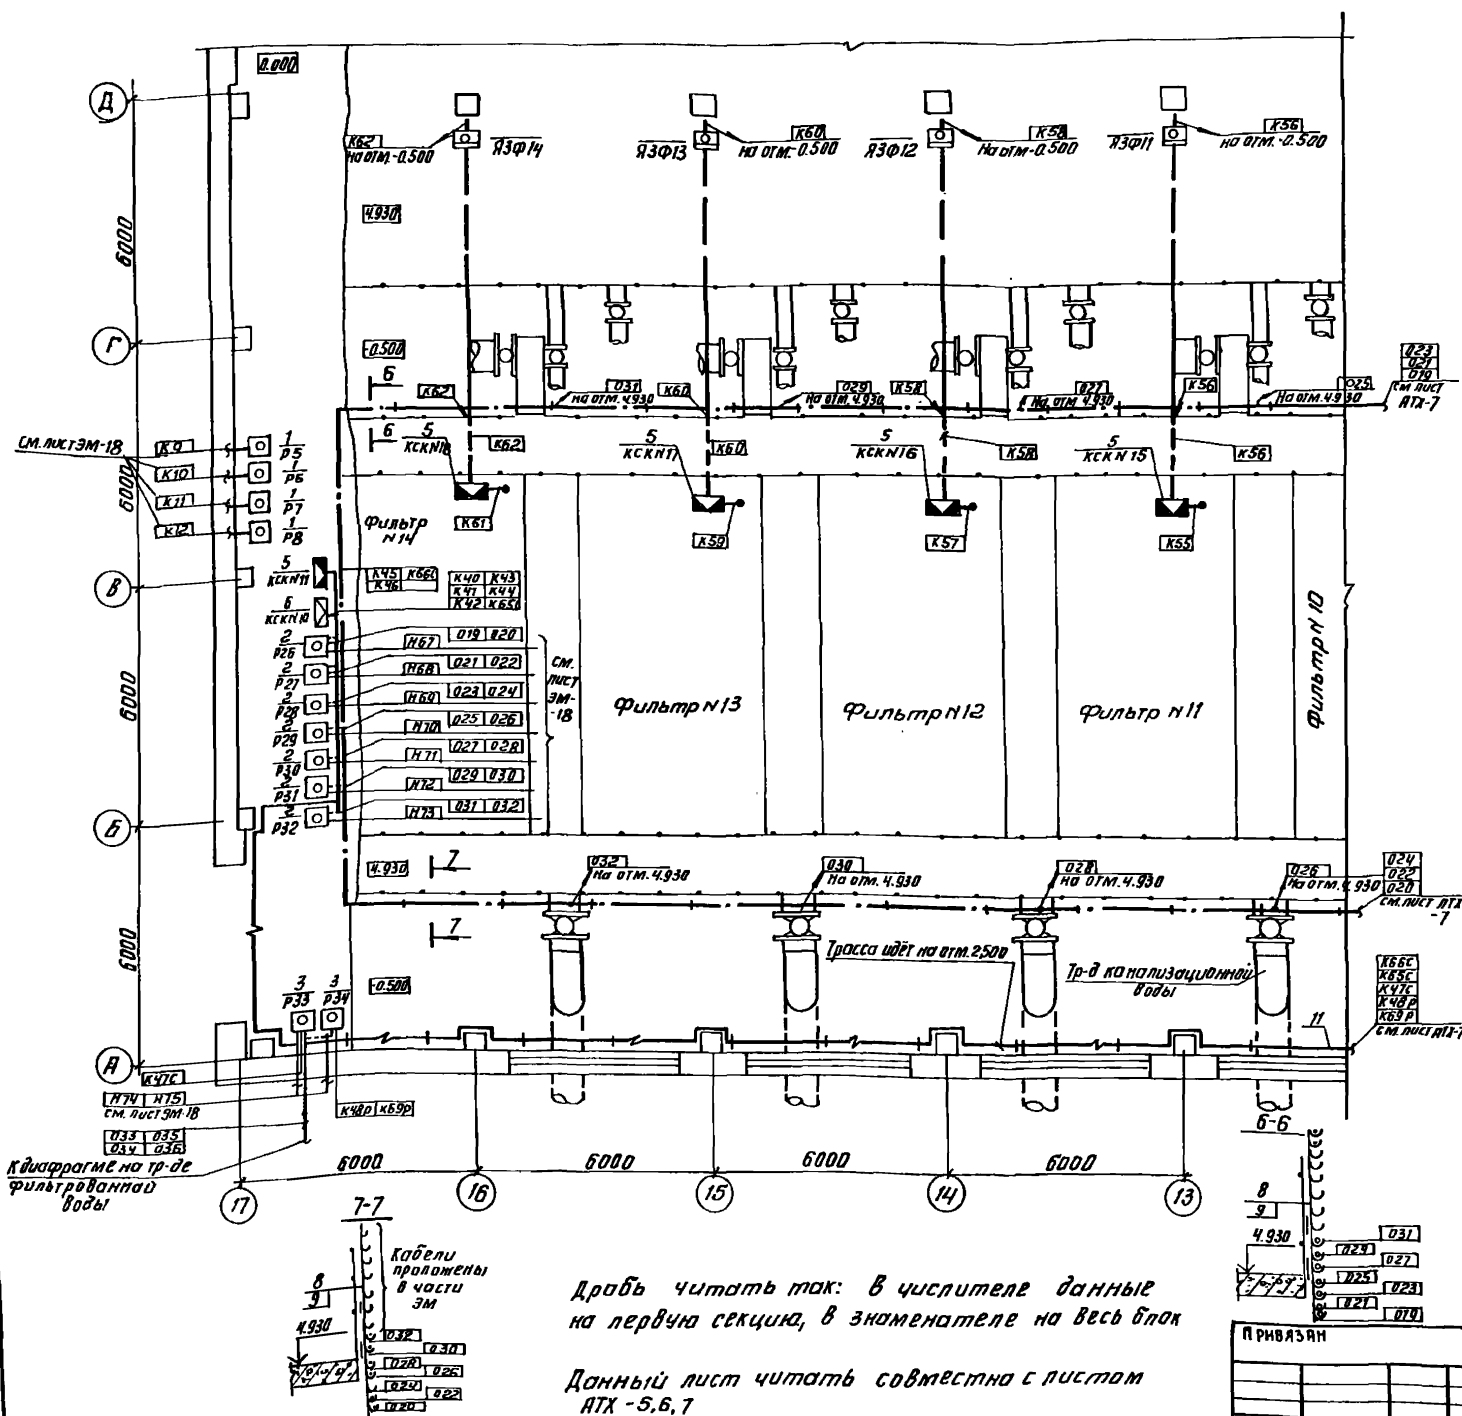 0.000
Д
К62
На отм.-0.500
ЯЗФ14
ЯЗФ13
К60
На отм.-0.500
ЯЗФ12
К58
На отм-0.500
ЯЗФ11
К56
на отм.-0.500
4.930
6000
Г
-0.500
6
К62
031
на отм.4.930
К60
029
На отм.4.930
К58
027
На отм 4.930
К56
025
На отм.4.930
023
021
019
См лист
АТХ-7
6
См.лист ЭМ-18
К9
1
Р5
К10
1
Р6
К11
1
Р7
К12
1
Р8
6000
5
К62
К61
Фильтр
N14
5
КСКN17
К60
К59
5
КСКN16
К58
К57
5
КСКN15
К56
К55
В
5
КСКN11
К45 К66с
К46
К40 К43
К41 К44
К42 К65с
6
КСКN10
2
Р26
Н67
019 020
2
Р27
Н68
021 022
2
Р28
Н69
023 024
2
Р29
Н70
025 026
2
Р30
Н71
027 028
2
Р31
Н72
029 030
2
Р32
Н73
031 032
См.
лист
ЭМ-
-18
6000
Фильтр N13
Фильтр N12
Фильтр N11
Фильтр N 10
Б
4.930
7
032
на отм. 4.930
030
на отм. 4.930
028
на отм. 4.930
026
На отм. 4.930
024
022
020
См.лист АТХ
-7
7
6000
Трасса идёт на отм. 2.500
Тр-д канализационной
воды
3
Р33
3
Р34
-0.500
К66С
К65С
К47С
К48р
К69р
См.лист АТХ-7
11
А
К47С
Н74 Н75
См. лист ЭМ-18
К48р К69р
033 035
034 036
К диафрагме на тр-де
фильтрованной
воды
6000
6000
6000
6000
17
16
15
14
13
7-7
Кабели
проложены
в части
ЭМ
8
9
4.930
032
030
028
026
024
022
020
6-6
8
9
4.930
031
029
027
025
023
021
019
Дробь читать так: в числителе данные
на первую секцию, в знаменателе на весь блок
Данный лист читать совместно с листом
АТХ -5,6,7
Привязан